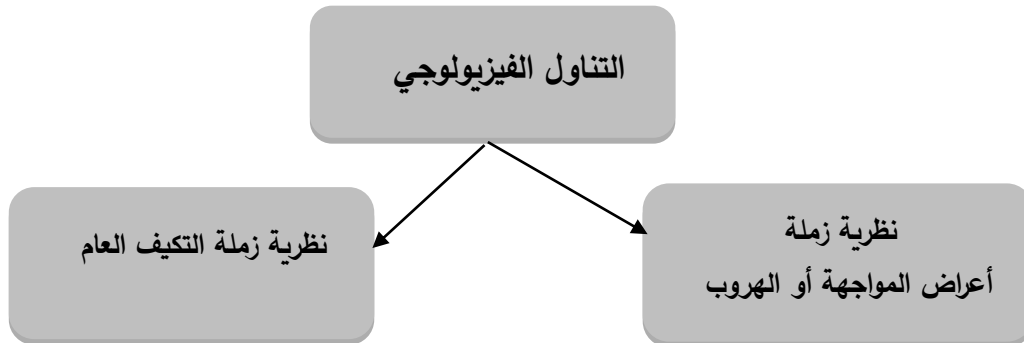 التناول الفيزيولوجي
نظرية زملة
أعراض المواجهة أو الهروب
نظرية زملة التكيف العام